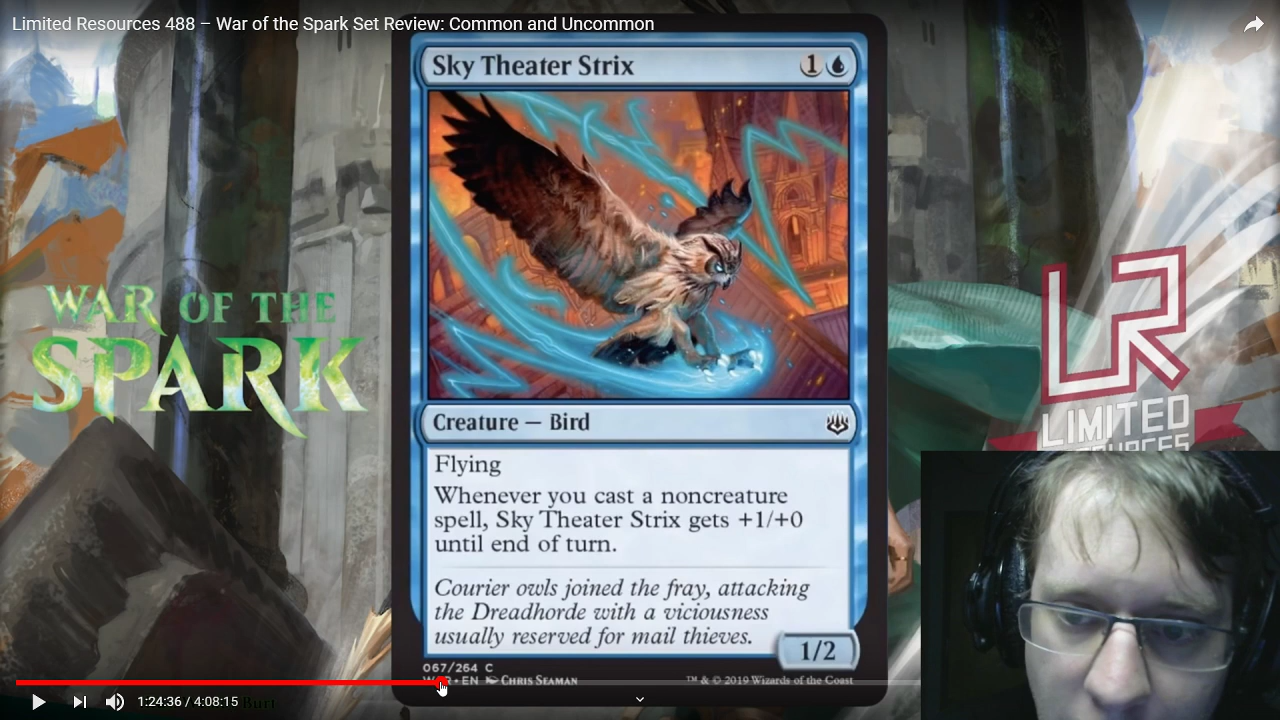 Limited Resources 488 – War of the Spark Set Review: Common and Uncommon
Sky Theater Strix
1
WAR OF THE
SPARK
LR
LIMITED
RESOURCES
Creature — Bird
Flying
Whenever you cast a noncreature
spell, Sky Theater Strix gets +1/+0
until end of turn.
Courier owls joined the fray, attacking
the Dreadhorde with a viciousness
usually reserved for mail thieves.
1/2
067/264 C
WAR • EN Chris Seaman
™ & © 2019 Wizards of the Coast
1:24:36 / 4:08:15